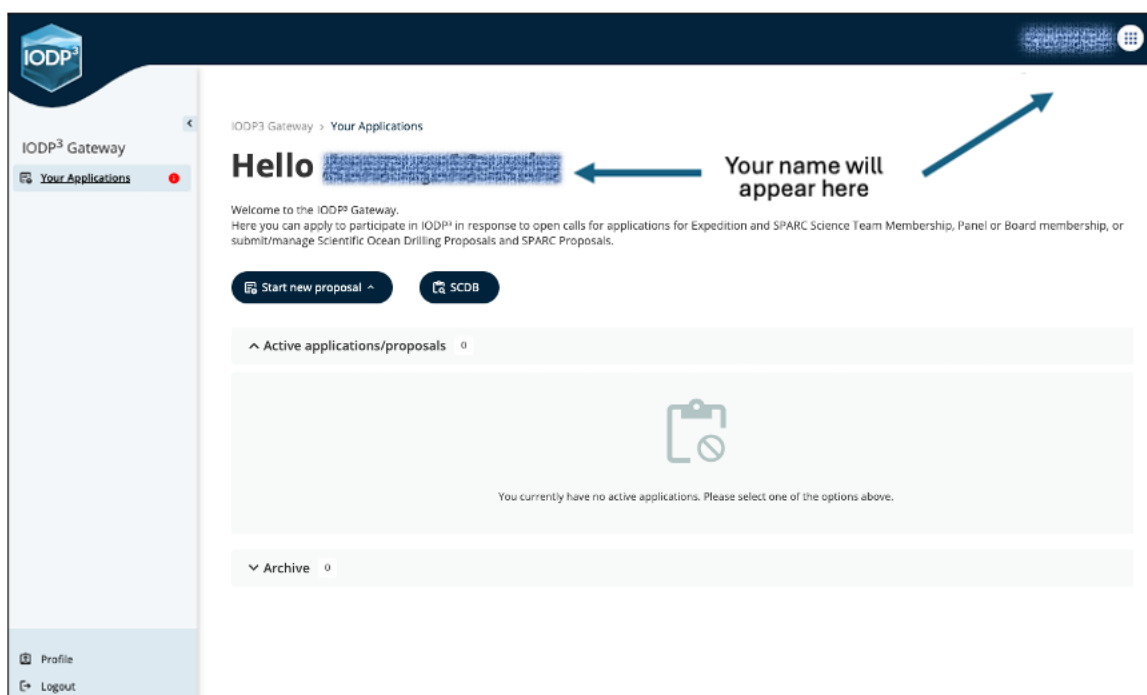 IODP³
IODP³ Gateway
Your Applications
Profile
Logout
IODP3 Gateway > Your Applications
Hello
Your name will
appear here
Welcome to the IODP³ Gateway.
Here you can apply to participate in IODP³ in response to open calls for applications for Expedition and SPARC Science Team Membership, Panel or Board membership, or
submit/manage Scientific Ocean Drilling Proposals and SPARC Proposals.
Start new proposal
SCDB
Active applications/proposals 0
You currently have no active applications. Please select one of the options above.
Archive 0